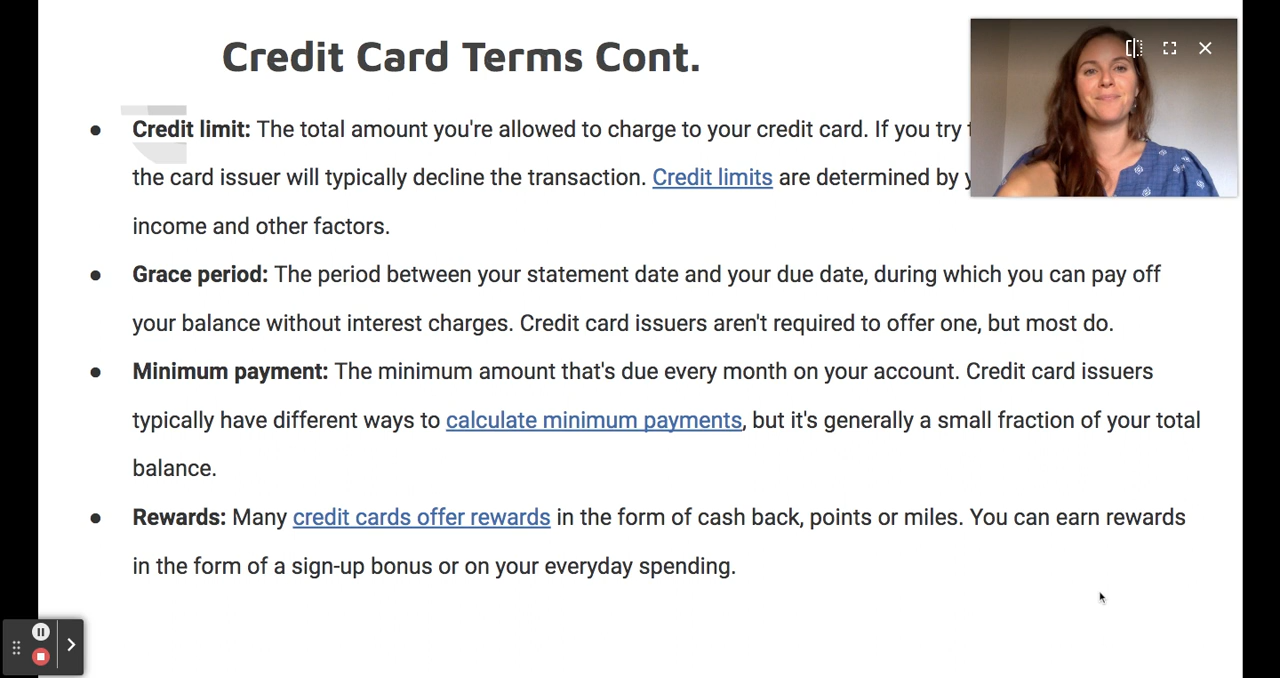 Credit Card Terms Cont.
Credit limit: The total amount you're allowed to charge to your credit card. If you try
the card issuer will typically decline the transaction. Credit limits are determined by
income and other factors.
Grace period: The period between your statement date and your due date, during which you can pay off
your balance without interest charges. Credit card issuers aren't required to offer one, but most do.
Minimum payment: The minimum amount that's due every month on your account. Credit card issuers
typically have different ways to calculate minimum payments, but it's generally a small fraction of your total
balance.
Rewards: Many credit cards offer rewards in the form of cash back, points or miles. You can earn rewards
in the form of a sign-up bonus or on your everyday spending.